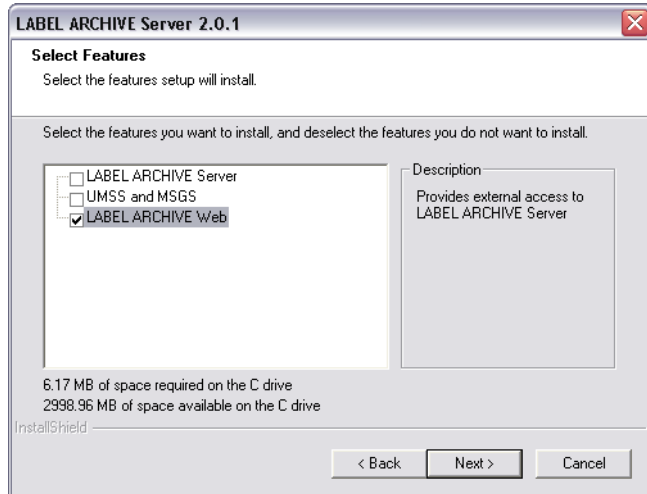 LABEL ARCHIVE Server 2.0.1
Select Features
Select the features setup will install.
Select the features you want to install, and deselect the features you do not want to install.
LABEL ARCHIVE Server
UMSS and MSGS
LABEL ARCHIVE Web
Description
Provides external access to
LABEL ARCHIVE Server
6.17 MB of space required on the C drive
2998.96 MB of space available on the C drive
InstallShield
< Back
Next >
Cancel